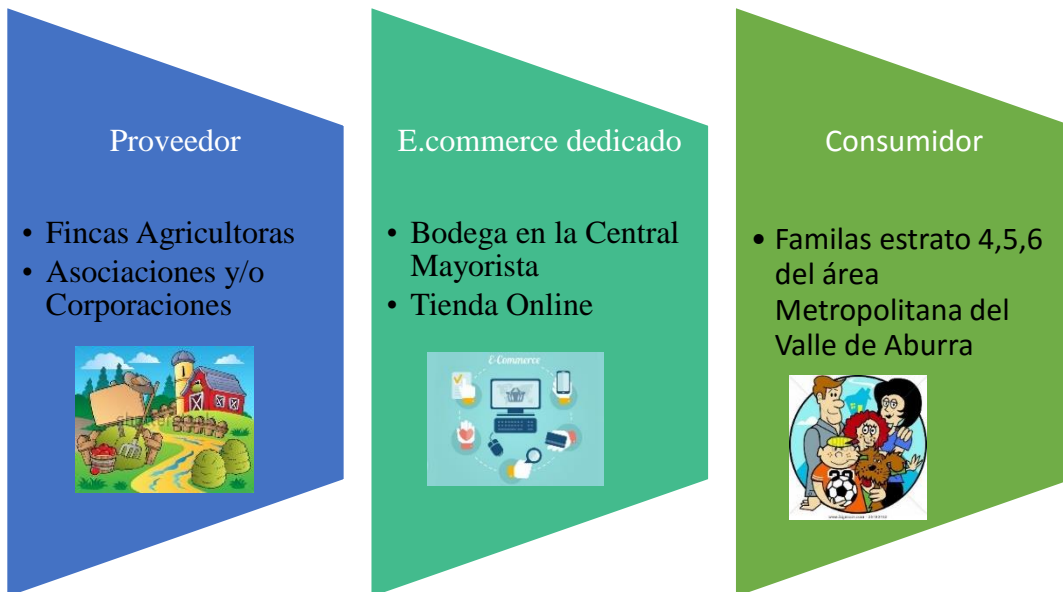 Proveedor
• Fincas Agricultoras
• Asociaciones y/o
Corporaciones
E.commerce dedicado
• Bodega en la Central
Mayorista
• Tienda Online
E-Commerce
Consumidor
• Familas estrato 4,5,6
del área
Metropolitana del
Valle de Aburra